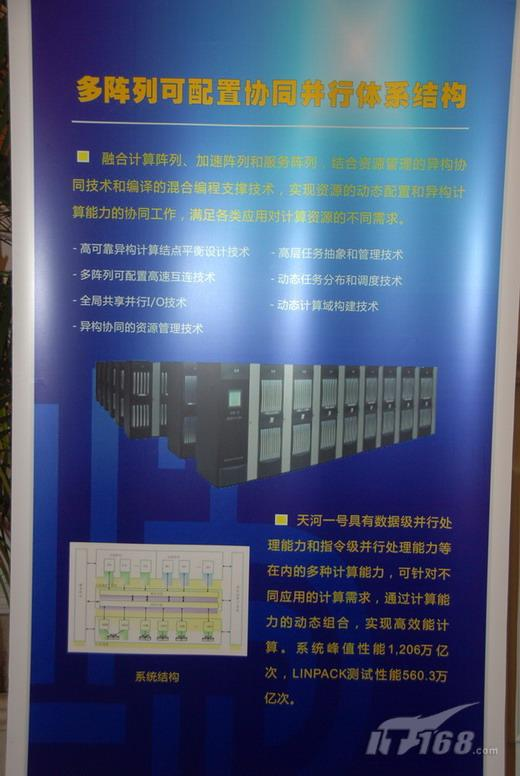 多阵列可配置协同并行体系结构
融合计算阵列、加速阵列和服务阵列，结合资源管理的异构协
同技术和编译的混合编程支撑技术，实现资源的动态配置和异构计
算能力的协同工作，满足各类应用对计算资源的不同需求。
- 高可靠异构计算结点平衡设计技术
- 多阵列可配置高速互连技术
- 全局共享并行I/O技术
- 异构协同的资源管理技术
- 高层任务抽象和管理技术
- 动态任务分布和调度技术
- 动态计算域构建技术
天河一号具有数据级并行处
理能力和指令级并行处理能力等
在内的多种计算能力，可针对不
同应用的计算需求，通过计算能
力的动态组合，实现高效能计
算。系统峰值性能1,206万亿
次，LINPACK测试性能560.3万
亿次。
系统结构
IT168.com